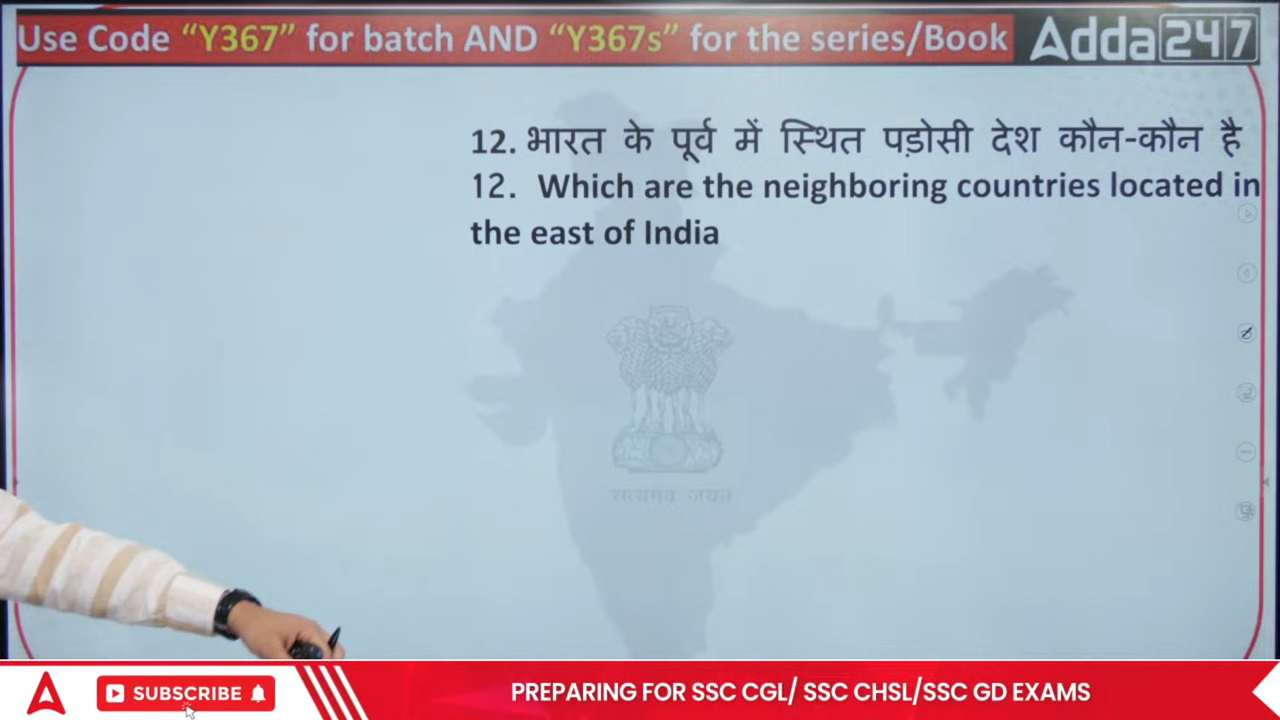 Use Code “Y367” for batch AND “Y367s” for the series/Book
Adda 247
12. भारत के पूर्व में स्थित पड़ोसी देश कौन-कौन है
12. Which are the neighboring countries located in
the east of India
सत्यमेव जयते
SUBSCRIBE
PREPARING FOR SSC CGL/ SSC CHSL/SSC GD EXAMS